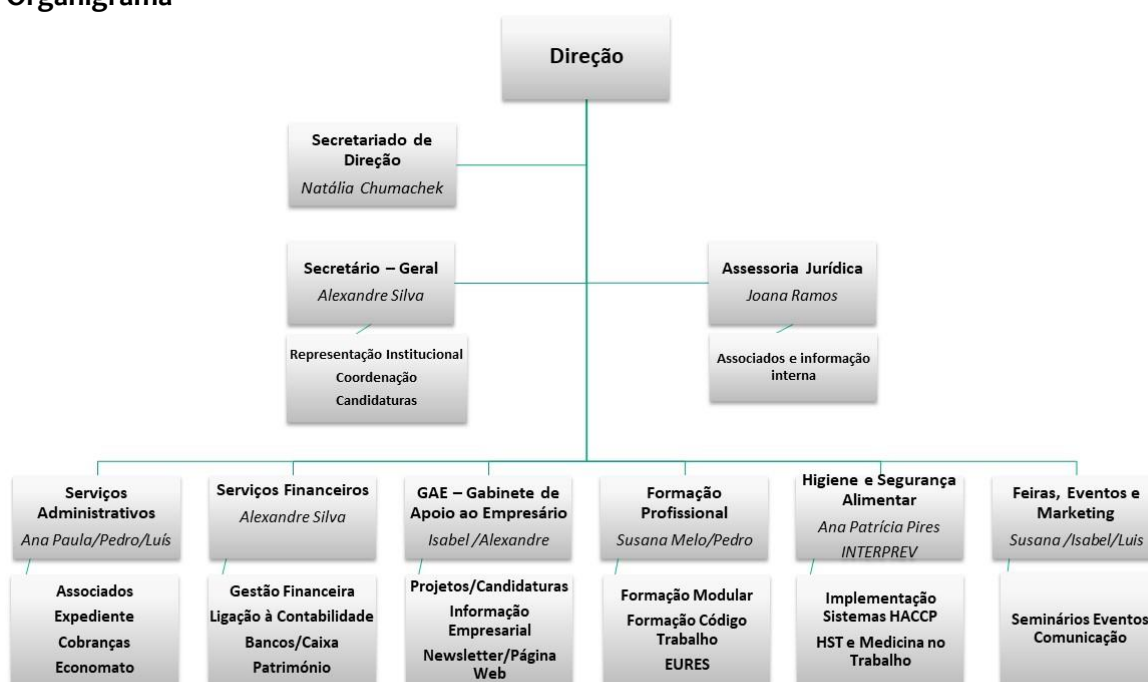 Organigrama
Direção
Secretariado de
Direção
Natália Chumachek
Secretário – Geral
Alexandre Silva
Assessoria Jurídica
Joana Ramos
Representação Institucional
Coordenação
Candidaturas
Associados e informação
interna
Serviços
Administrativos
Ana Paula/Pedro/Luís
Serviços Financeiros
Alexandre Silva
GAE – Gabinete de
Apoio ao Empresário
Isabel /Alexandre
Formação
Profissional
Susana Melo/Pedro
Higiene e Segurança
Alimentar
Ana Patrícia Pires
INTERPREV
Feiras, Eventos e
Marketing
Susana /Isabel/Luis
Associados
Expediente
Cobranças
Economato
Gestão Financeira
Ligação à Contabilidade
Bancos/Caixa
Património
Projetos/Candidaturas
Informação
Empresarial
Newsletter/Página
Web
Formação Modular
Formação Código
Trabalho
EURES
Implementação
Sistemas HACCP
HST e Medicina no
Trabalho
Seminários Eventos
Comunicação